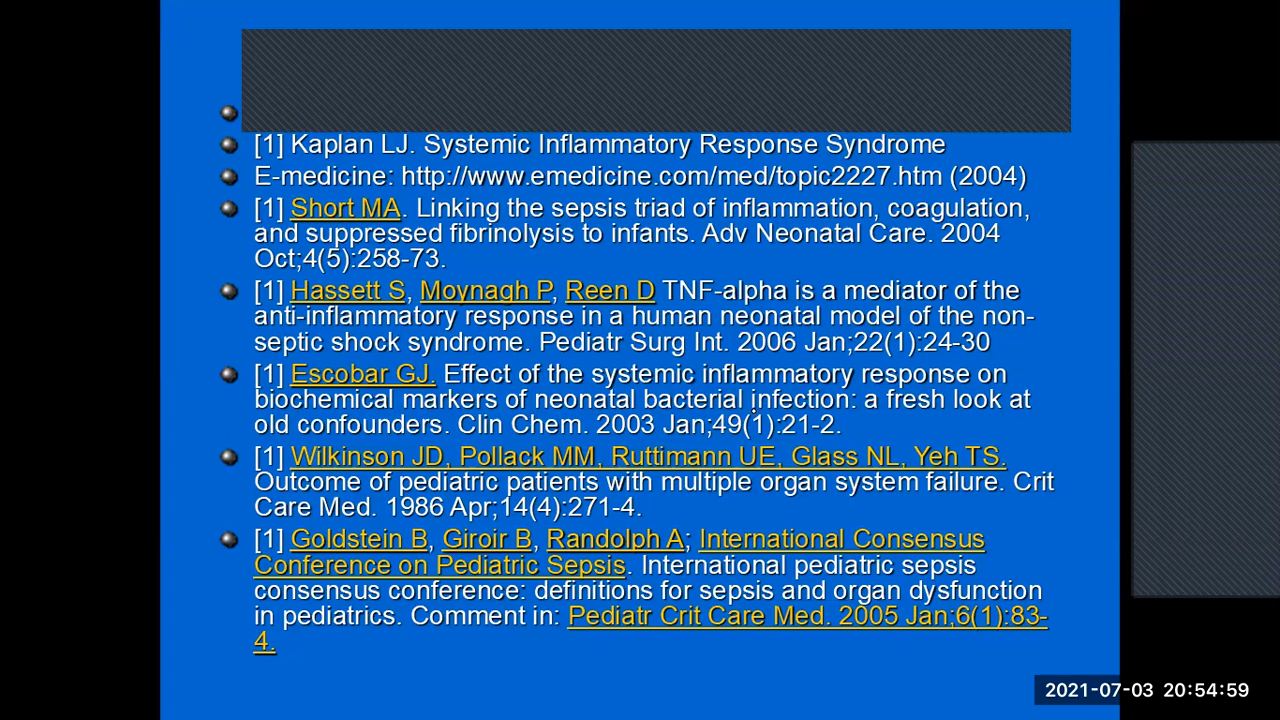 [1] Kaplan LJ. Systemic Inflammatory Response Syndrome
E-medicine: http://www.emedicine.com/med/topic2227.htm (2004)
[1] Short MA. Linking the sepsis triad of inflammation, coagulation,
and suppressed fibrinolysis to infants. Adv Neonatal Care. 2004
Oct;4(5):258-73.
[1] Hassett S, Moynagh P, Reen D TNF-alpha is a mediator of the
anti-inflammatory response in a human neonatal model of the non-
septic shock syndrome. Pediatr Surg Int. 2006 Jan;22(1):24-30
[1] Escobar GJ. Effect of the systemic inflammatory response on
biochemical markers of neonatal bacterial infection: a fresh look at
old confounders. Clin Chem. 2003 Jan;49(1):21-2.
[1] Wilkinson JD, Pollack MM, Ruttimann UE, Glass NL, Yeh TS.
Outcome of pediatric patients with multiple organ system failure. Crit
Care Med. 1986 Apr;14(4):271-4.
[1] Goldstein B, Giroir B, Randolph A; International Consensus
Conference on Pediatric Sepsis. International pediatric sepsis
consensus conference: definitions for sepsis and organ dysfunction
in pediatrics. Comment in: Pediatr Crit Care Med. 2005 Jan;6(1):83-
4.
2021-07-03 20:54:59